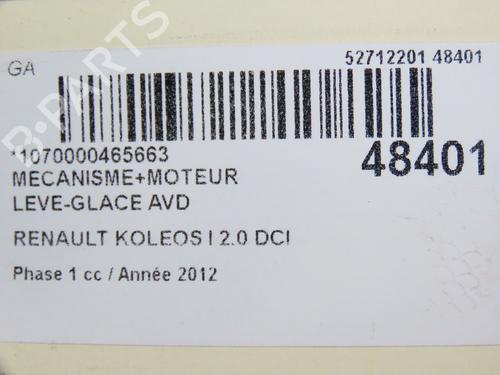 GA
52712201 48401
B-PARTS
*1070000465663
48401
MECANISME+MOTEUR
LEVE-GLACE AVD
RENAULT KOLEOS I 2.0 DCI
Phase 1 cc / Année 2012